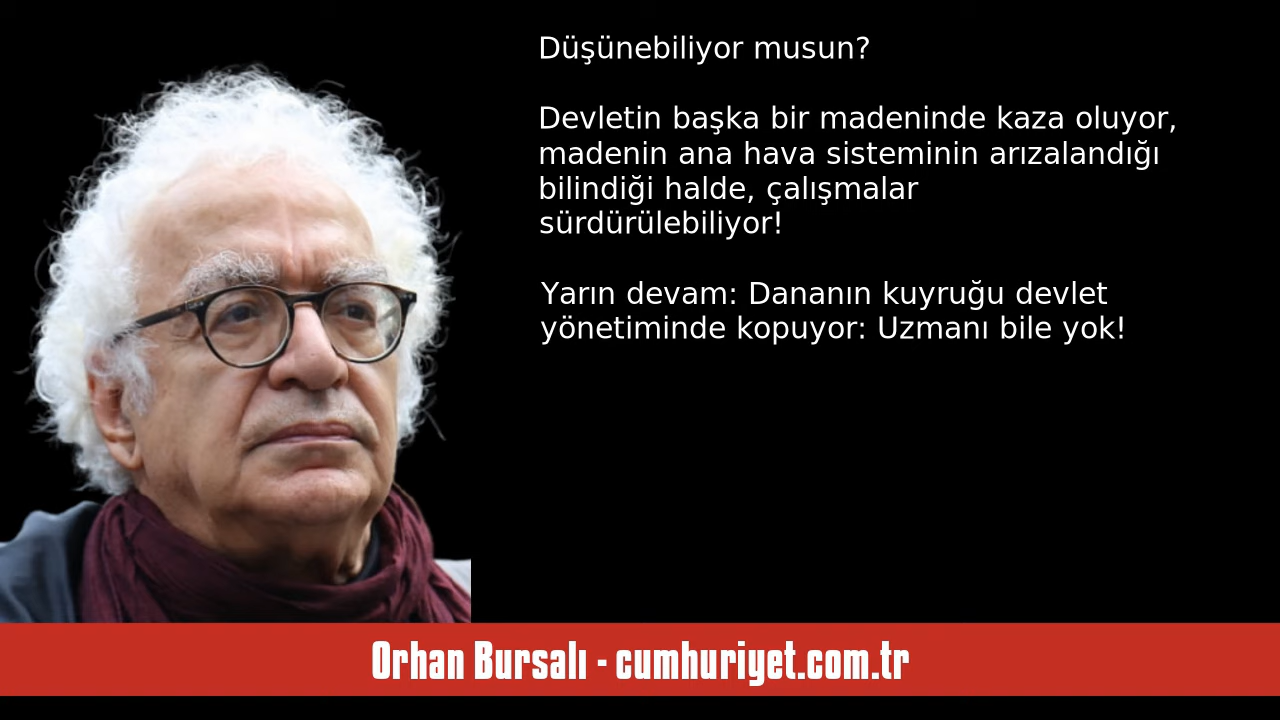 Düşünebiliyor musun?
Devletin başka bir madeninde kaza oluyor,
madenin ana hava sisteminin arızalandığı
bilindiği halde, çalışmalar
sürdürülebiliyor!
Yarın devam: Dananın kuyruğu devlet
yönetiminde kopuyor: Uzmanı bile yok!
Orhan Bursalı - cumhuriyet.com.tr